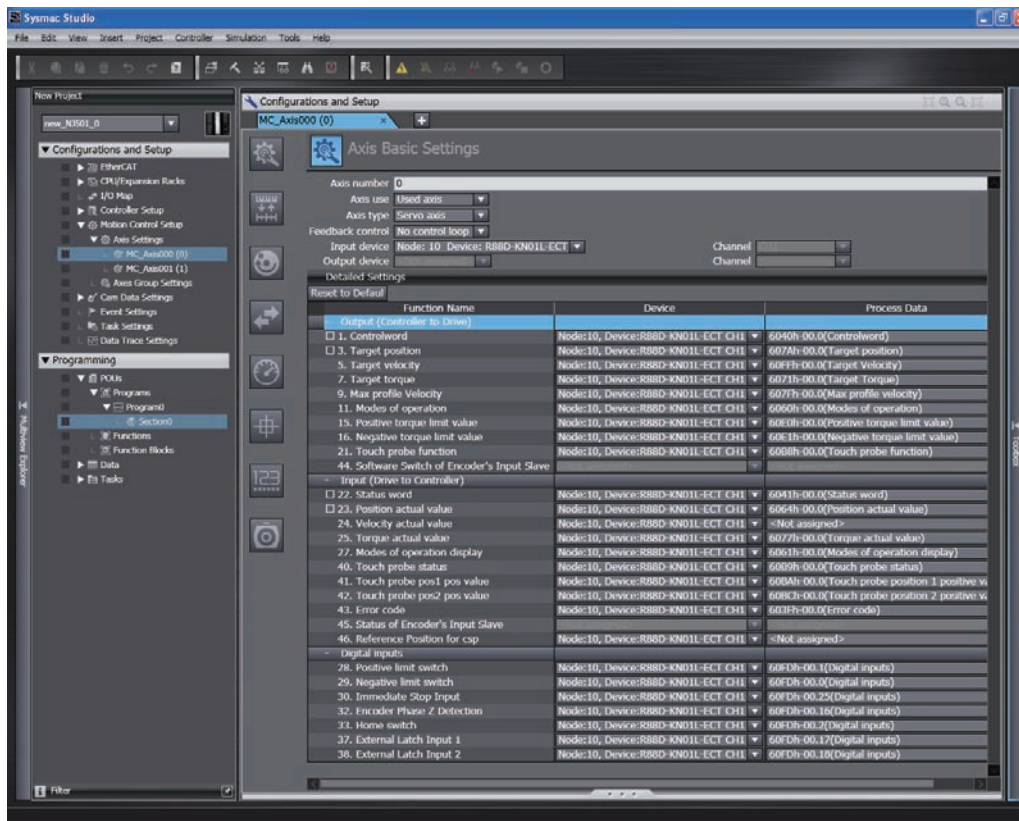 Sysmac Studio
File Edit View Insert Project Controller Simulation Tools Help
New Project
new_NJ501_0
Configurations and Setup
EtherCAT
CPU/Expansion Racks
I/O Map
Controller Setup
Motion Control Setup
Axis Settings
MC_Axis000 (0)
MC_Axis001 (1)
Axes Group Settings
Cam Data Settings
Event Settings
Task Settings
Data Trace Settings
Programming
POUs
Programs
Program0
Section0
Functions
Function Blocks
Data
Tasks
Filter
Multiview Explorer
Configurations and Setup
MC_Axis000 (0)
Axis Basic Settings
Axis number 0
Axis use Used axis
Axis type Servo axis
Feedback control No control loop
Input device Node: 10 Device: R88D-KN01L-ECT Channel
Output device Channel
Detailed Settings
Reset to Defaul
Function Name Device Process Data
- Output (Controller to Drive)
1. Controlword Node:10, Device:R88D-KN01L-ECT CH1 6040h-00.0(Controlword)
3. Target position Node:10, Device:R88D-KN01L-ECT CH1 607Ah-00.0(Target position)
5. Target velocity Node:10, Device:R88D-KN01L-ECT CH1 60FFh-00.0(Target Velocity)
7. Target torque Node:10, Device:R88D-KN01L-ECT CH1 6071h-00.0(Target Torque)
9. Max profile Velocity Node:10, Device:R88D-KN01L-ECT CH1 607Fh-00.0(Max profile velocity)
11. Modes of operation Node:10, Device:R88D-KN01L-ECT CH1 6060h-00.0(Modes of operation)
15. Positive torque limit value Node:10, Device:R88D-KN01L-ECT CH1 60E0h-00.0(Positive torque limit value)
16. Negative torque limit value Node:10, Device:R88D-KN01L-ECT CH1 60E1h-00.0(Negative torque limit value)
21. Touch probe function Node:10, Device:R88D-KN01L-ECT CH1 60B8h-00.0(Touch probe function)
44. Software Switch of Encoder's Input Slave <Not assigned> <Not assigned>
- Input (Drive to Controller)
22. Status word Node:10, Device:R88D-KN01L-ECT CH1 6041h-00.0(Status word)
23. Position actual value Node:10, Device:R88D-KN01L-ECT CH1 6064h-00.0(Position actual value)
24. Velocity actual value Node:10, Device:R88D-KN01L-ECT CH1 <Not assigned>
25. Torque actual value Node:10, Device:R88D-KN01L-ECT CH1 6077h-00.0(Torque actual value)
27. Modes of operation display Node:10, Device:R88D-KN01L-ECT CH1 6061h-00.0(Modes of operation display)
40. Touch probe status Node:10, Device:R88D-KN01L-ECT CH1 60B9h-00.0(Touch probe status)
41. Touch probe pos1 pos value Node:10, Device:R88D-KN01L-ECT CH1 60BAh-00.0(Touch probe position 1 positive v
42. Touch probe pos2 pos value Node:10, Device:R88D-KN01L-ECT CH1 60BCh-00.0(Touch probe position 2 positive v
43. Error code Node:10, Device:R88D-KN01L-ECT CH1 603Fh-00.0(Error code)
45. Status of Encoder's Input Slave
46. Reference Position for csp Node:10, Device:R88D-KN01L-ECT CH1 <Not assigned>
- Digital inputs
28. Positive limit switch Node:10, Device:R88D-KN01L-ECT CH1 60FDh-00.1(Digital inputs)
29. Negative limit switch Node:10, Device:R88D-KN01L-ECT CH1 60FDh-00.0(Digital inputs)
30. Immediate Stop Input Node:10, Device:R88D-KN01L-ECT CH1 60FDh-00.25(Digital inputs)
32. Encoder Phase Z Detection Node:10, Device:R88D-KN01L-ECT CH1 60FDh-00.16(Digital inputs)
33. Home switch Node:10, Device:R88D-KN01L-ECT CH1 60FDh-00.2(Digital inputs)
37. External Latch Input 1 Node:10, Device:R88D-KN01L-ECT CH1 60FDh-00.17(Digital inputs)
38. External Latch Input 2 Node:10, Device:R88D-KN01L-ECT CH1 60FDh-00.18(Digital inputs)
Toolbox